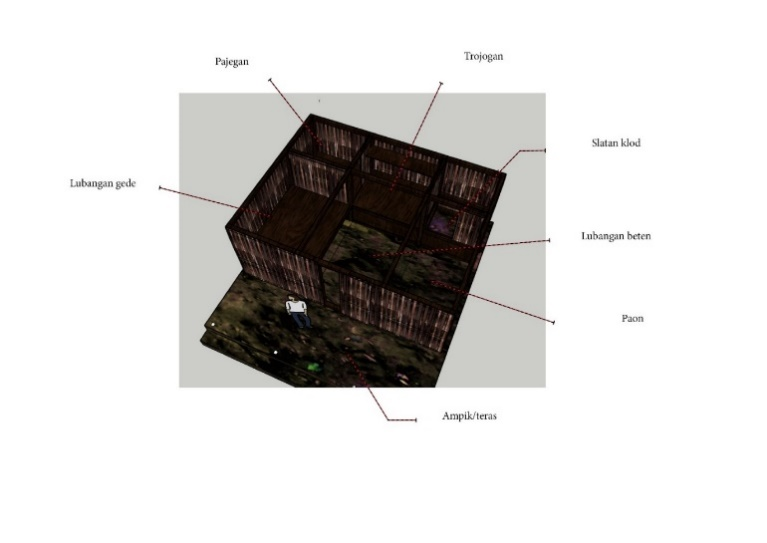 Pajegan
Trojogan
Slatan klod
Lubangan gede
Lubangan beten
Paon
Ampik/teras